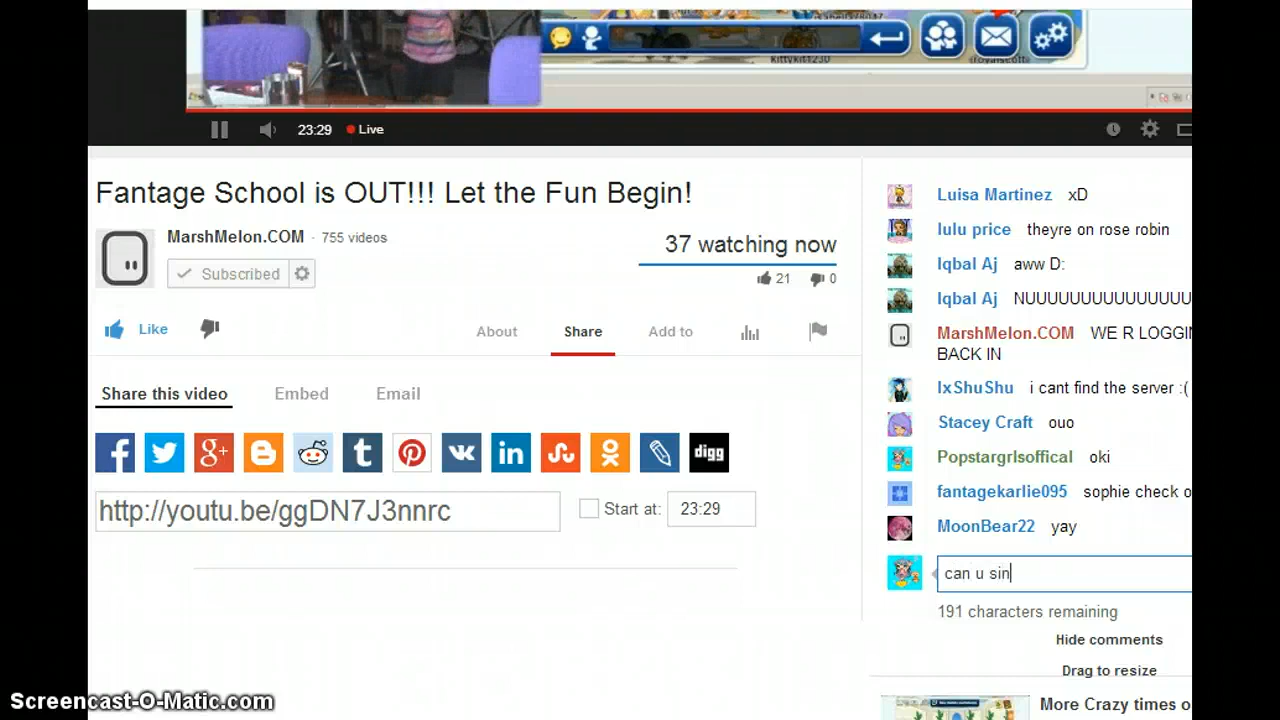 kittykit1230
23:29 Live
Fantage School is OUT!!! Let the Fun Begin!
MarshMelon.COM · 755 videos
Subscribed
37 watching now
21 0
Like
About Share Add to
Share this video Embed Email
digg
http://youtu.be/ggDN7J3nnrc
Start at: 23:29
Luisa Martinez xD
lulu price theyre on rose robin
Iqbal Aj aww D:
Iqbal Aj NUUUUUUUUUUUUUUU
MarshMelon.COM WE R LOGGIN
BACK IN
IxShuShu i cant find the server :(
Stacey Craft ouo
Popstargrlsoffical oki
fantagekarlie095 sophie check o
MoonBear22 yay
can u sin
191 characters remaining
Hide comments
Drag to resize
More Crazy times o
Screencast-O-Matic.com